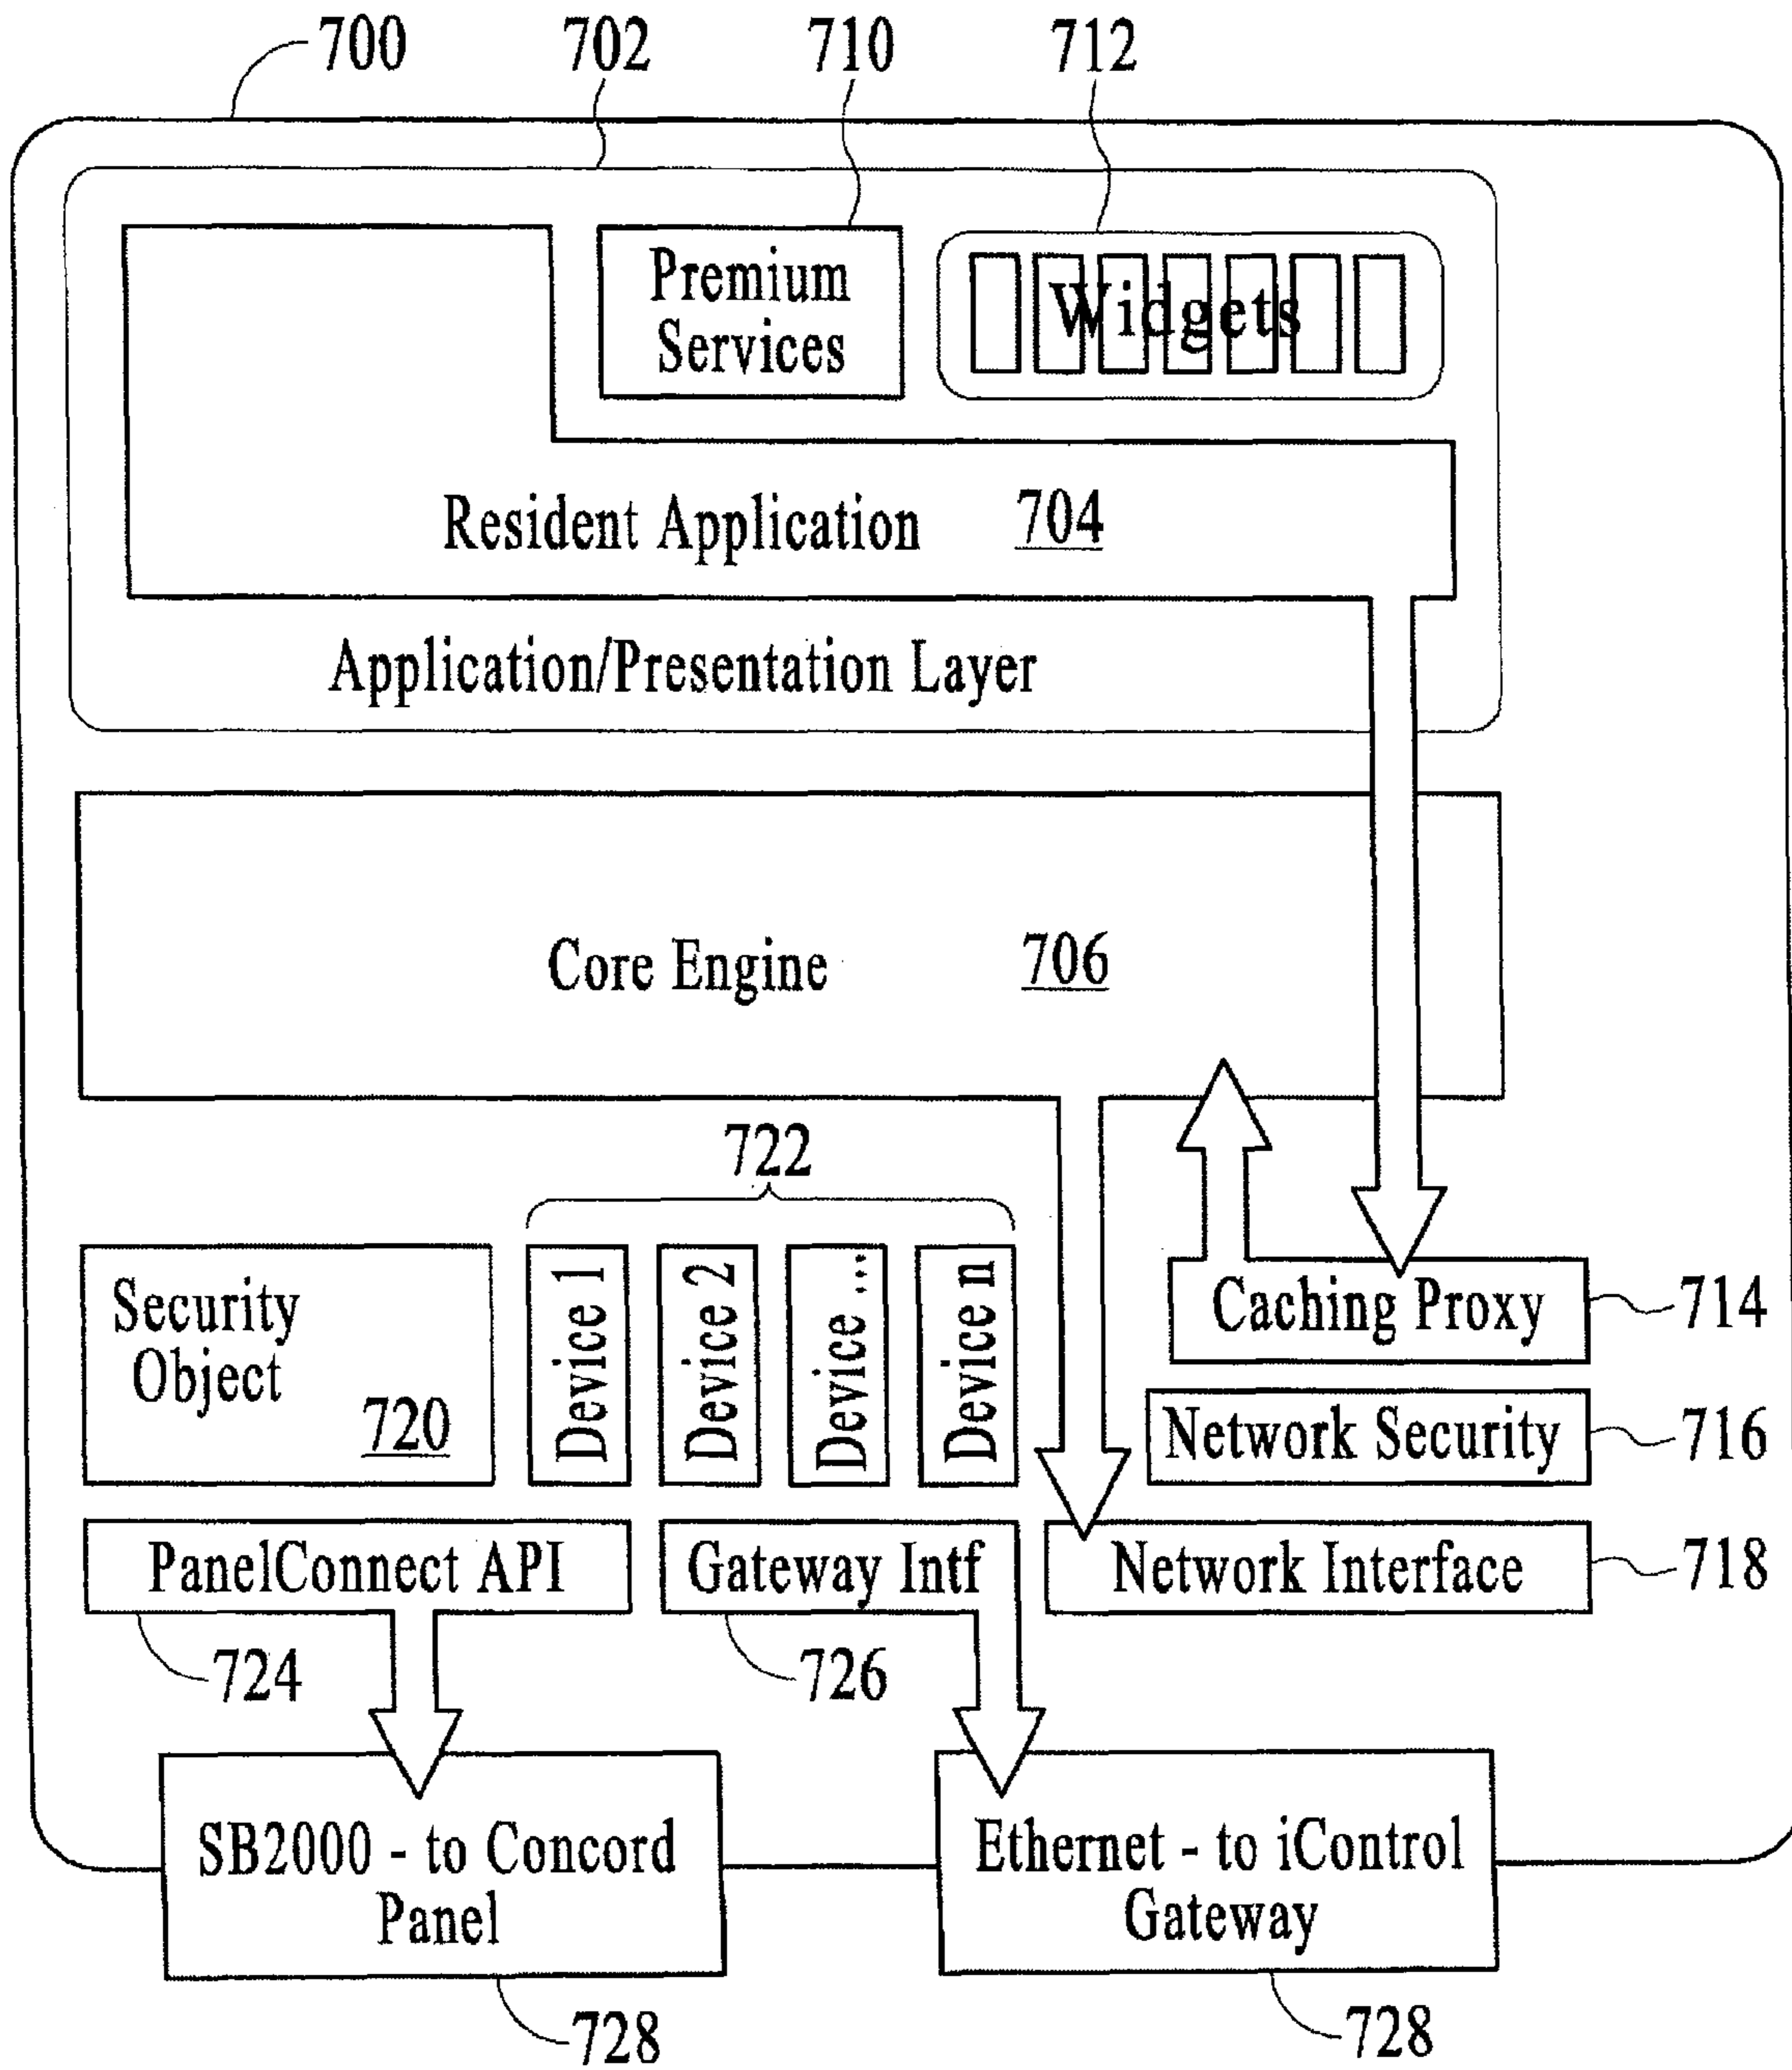 700
702
710
712
Premium
Services
Widgets
Resident Application 704
Application/Presentation Layer
Core Engine 706
722
Security
Object
720
Device 1
Device 2
Device ...
Device n
Caching Proxy
714
Network Security
716
PanelConnect API
Gateway Intf
Network Interface
718
724
726
SB2000 - to Concord
Panel
Ethernet - to iControl
Gateway
728
728